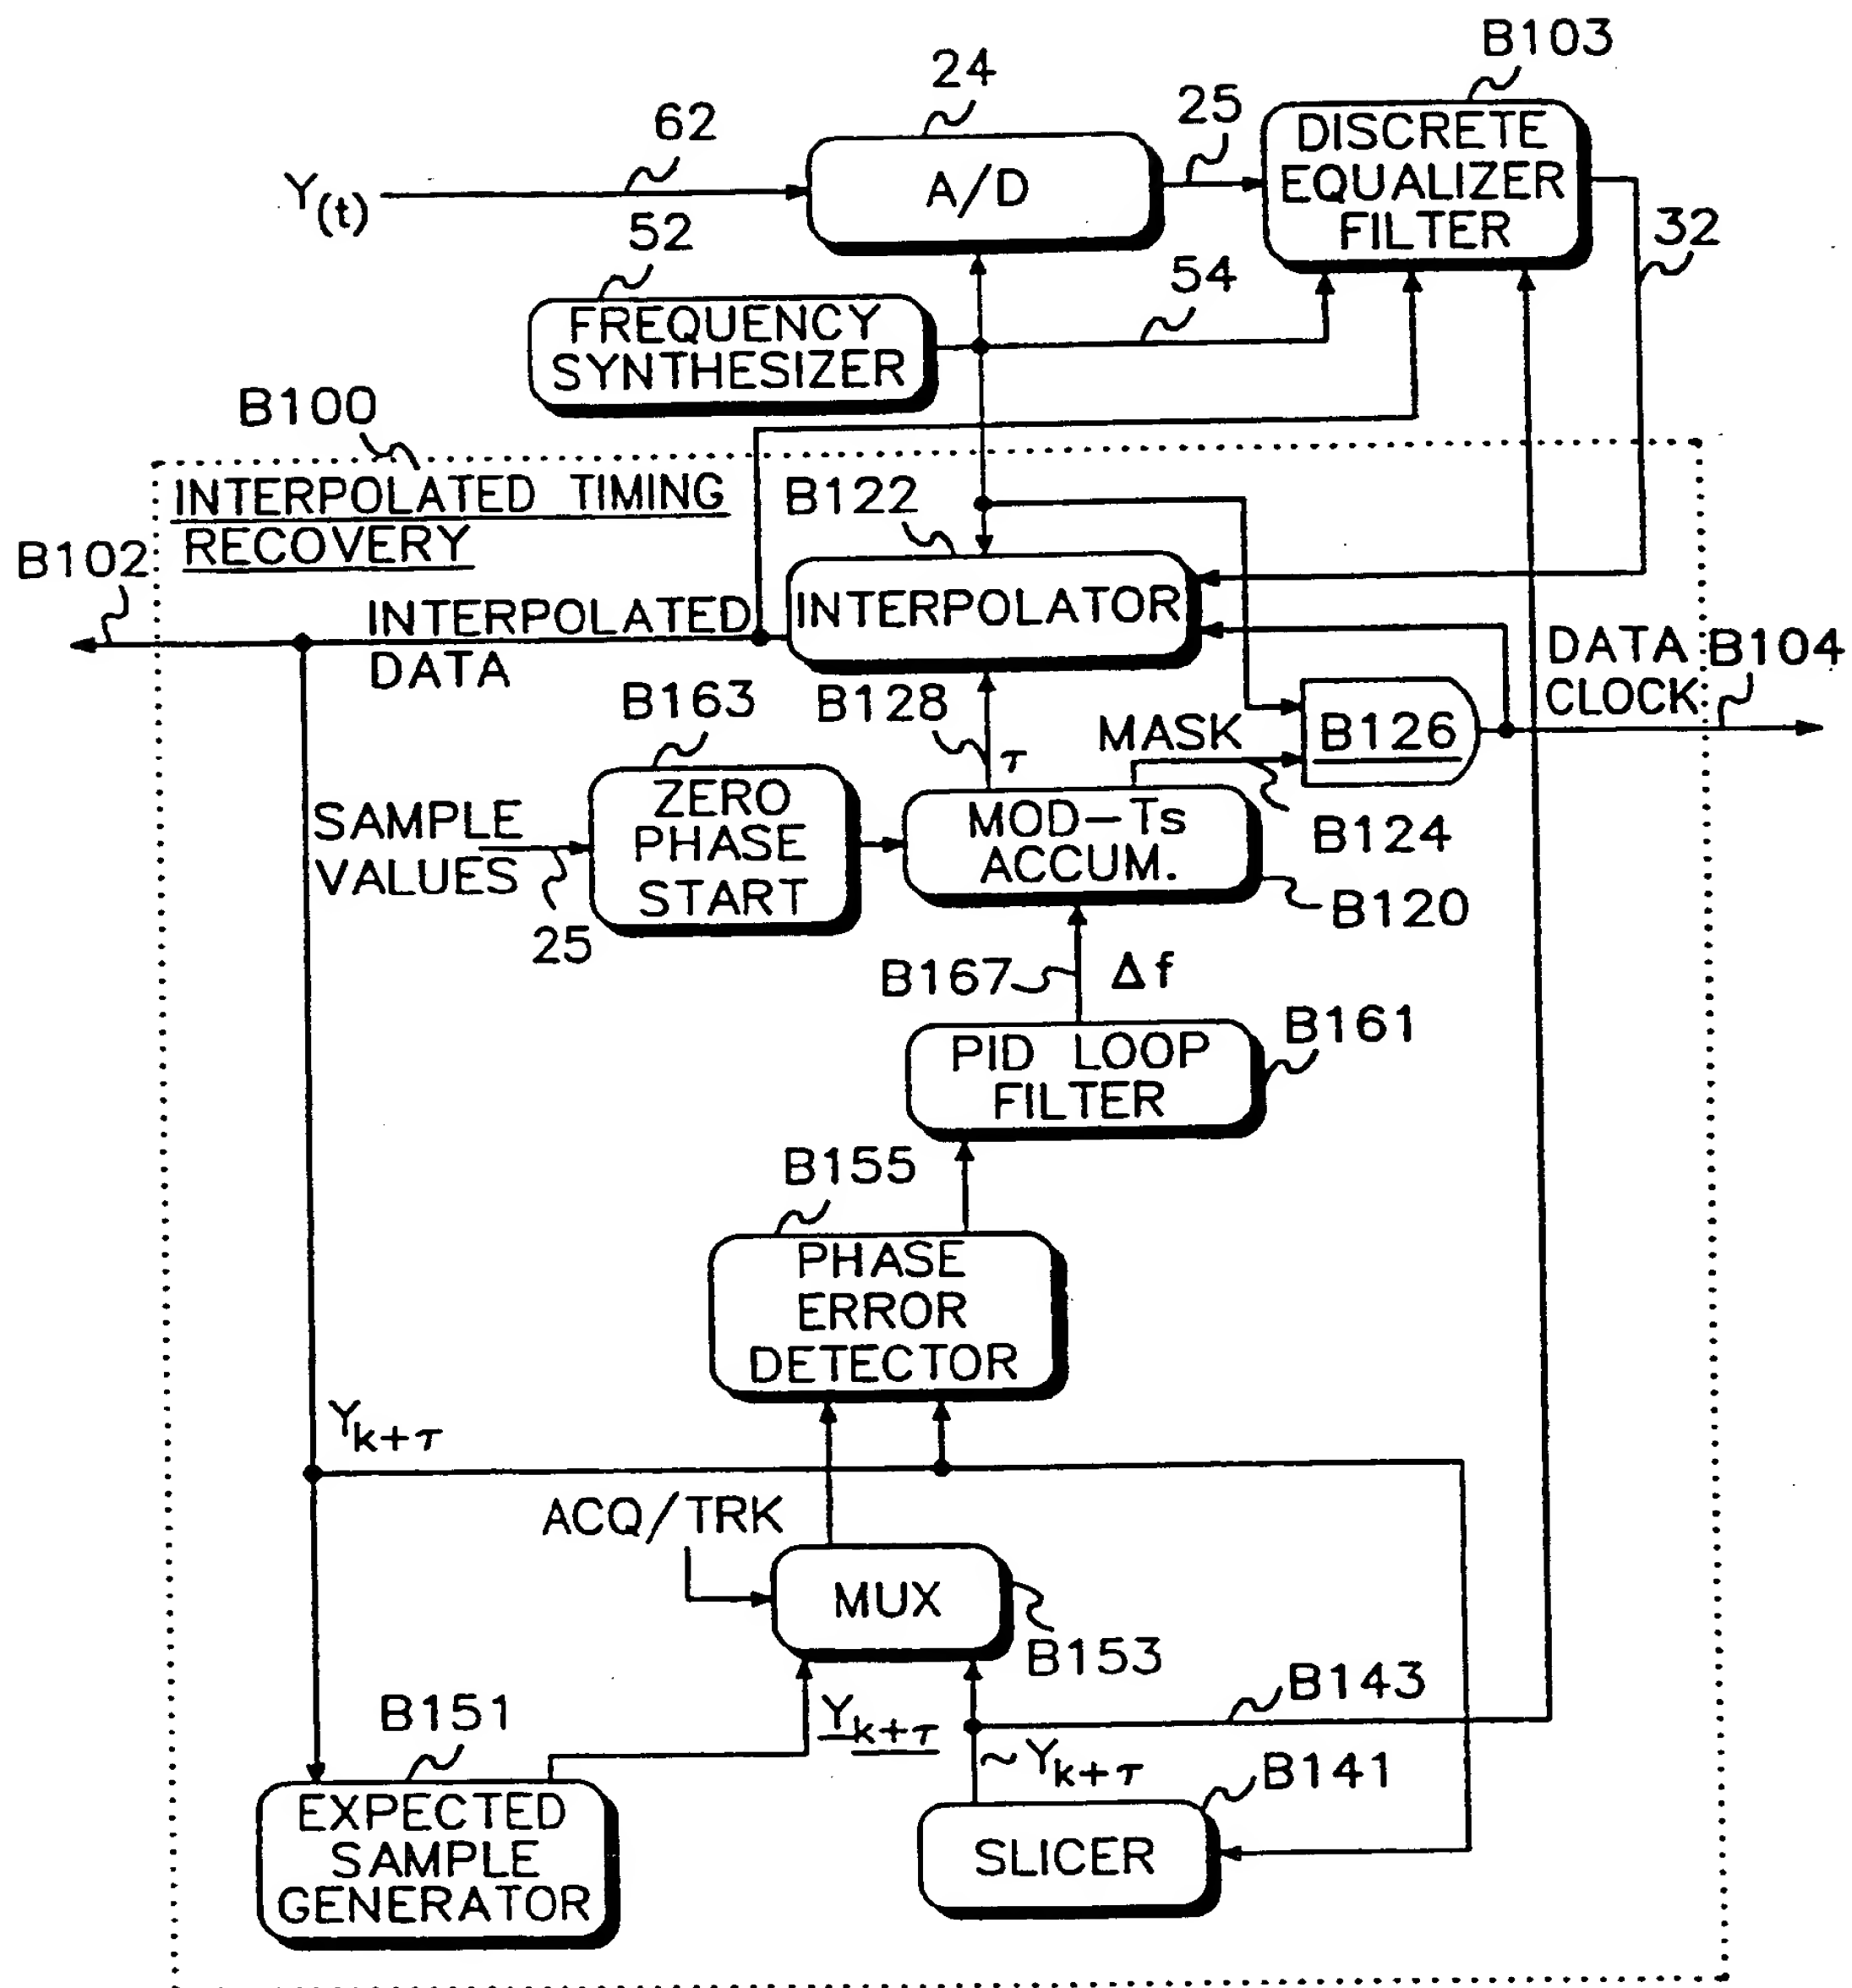 B103
24
25
62
DISCRETE
EQUALIZER
FILTER
Y(t)
A/D
52
32
54
FREQUENCY
SYNTHESIZER
B100
INTERPOLATED TIMING
RECOVERY
B122
B102
INTERPOLATOR
INTERPOLATED
DATA
DATA
CLOCK
B104
B163
B128
τ
MASK
B126
SAMPLE
VALUES
25
ZERO
PHASE
START
MOD-Ts
ACCUM.
B124
B120
B167
Δf
B161
PID LOOP
FILTER
B155
PHASE
ERROR
DETECTOR
Yk+τ
ACQ/TRK
MUX
B153
B143
B151
Yk+τ
~Yk+τ
B141
EXPECTED
SAMPLE
GENERATOR
SLICER